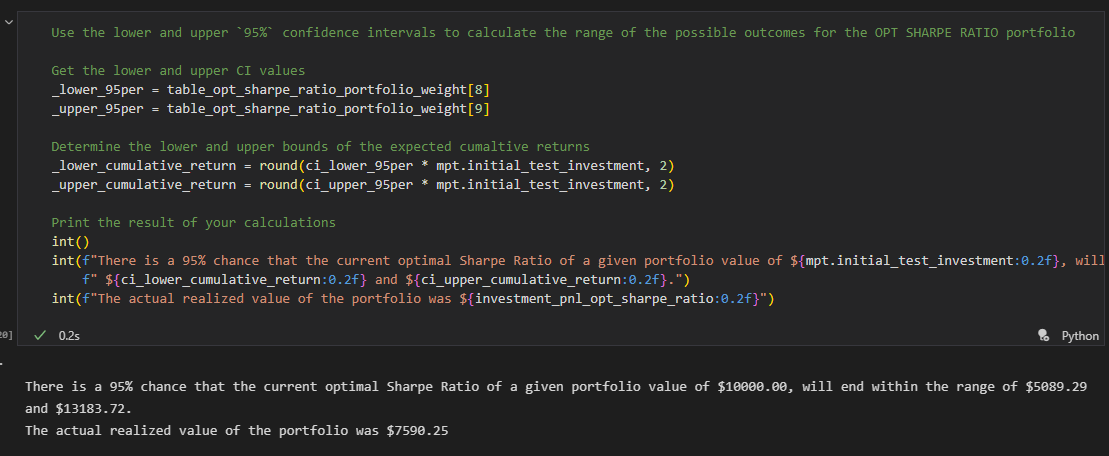 Use the lower and upper `95%` confidence intervals to calculate the range of the possible outcomes for the OPT SHARPE RATIO portfolio
Get the lower and upper CI values
_lower_95per = table_opt_sharpe_ratio_portfolio_weight[8]
_upper_95per = table_opt_sharpe_ratio_portfolio_weight[9]
Determine the lower and upper bounds of the expected cumaltive returns
_lower_cumulative_return = round(ci_lower_95per * mpt.initial_test_investment, 2)
_upper_cumulative_return = round(ci_upper_95per * mpt.initial_test_investment, 2)
Print the result of your calculations
int()
int(f"There is a 95% chance that the current optimal Sharpe Ratio of a given portfolio value of ${mpt.initial_test_investment:0.2f}, will
f" ${ci_lower_cumulative_return:0.2f} and ${ci_upper_cumulative_return:0.2f}.")
int(f"The actual realized value of the portfolio was ${investment_pnl_opt_sharpe_ratio:0.2f}")
20] 0.2s Python
There is a 95% chance that the current optimal Sharpe Ratio of a given portfolio value of $10000.00, will end within the range of $5089.29
and $13183.72.
The actual realized value of the portfolio was $7590.25